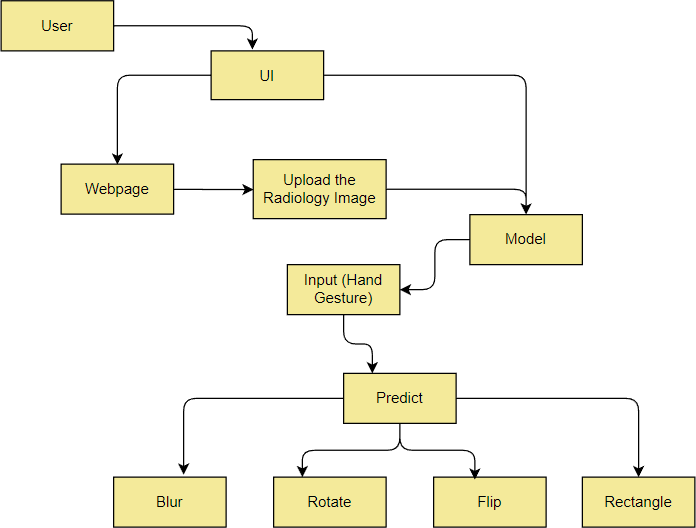 User
UI
Webpage
Upload the
Radiology Image
Model
Input (Hand
Gesture)
Predict
Blur
Rotate
Flip
Rectangle